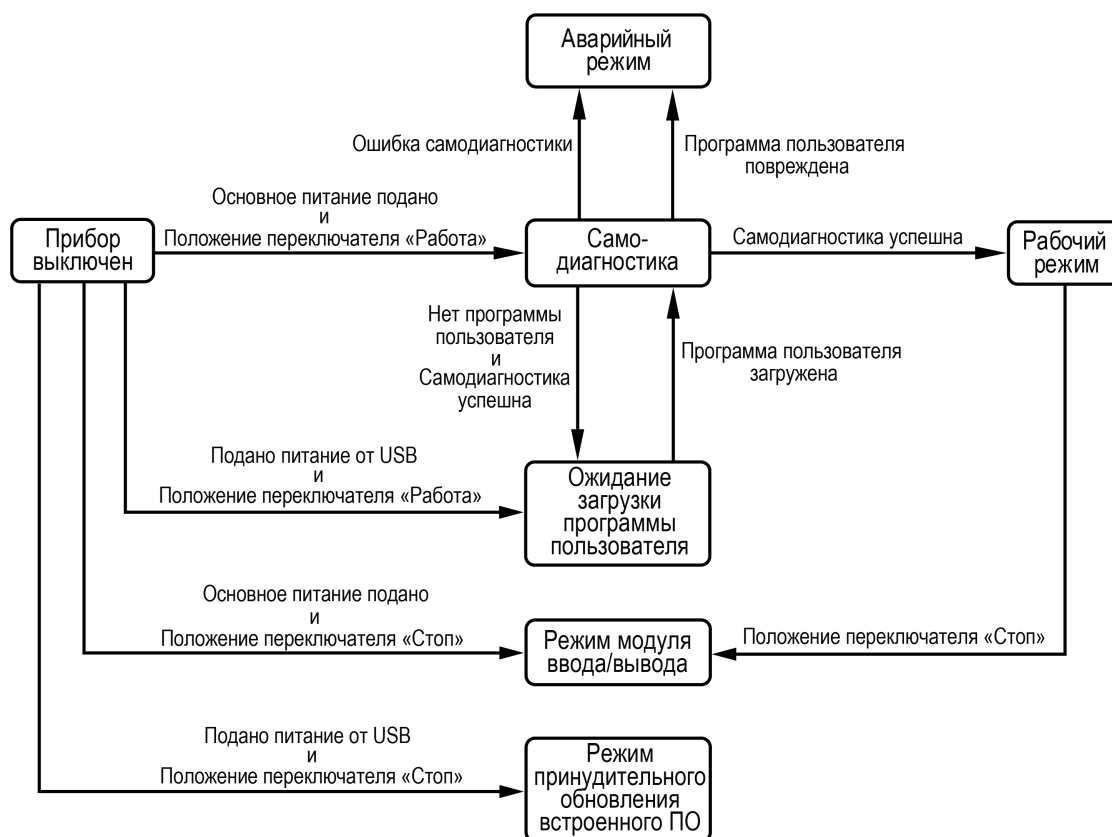 Аварийный
режим
Ошибка самодиагностики
Программа пользователя
повреждена
Основное питание подано
и
Положение переключателя «Работа»
Прибор
выключен
Само-
диагностика
Самодиагностика успешна
Рабочий
режим
Нет программы
пользователя
и
Самодиагностика
успешна
Программа пользователя
загружена
Подано питание от USB
и
Положение переключателя «Работа»
Ожидание
загрузки
программы
пользователя
Основное питание подано
и
Положение переключателя «Стоп»
Режим модуля
ввода/вывода
Положение переключателя «Стоп»
Подано питание от USB
и
Положение переключателя «Стоп»
Режим
принудительного
обновления
встроенного ПО